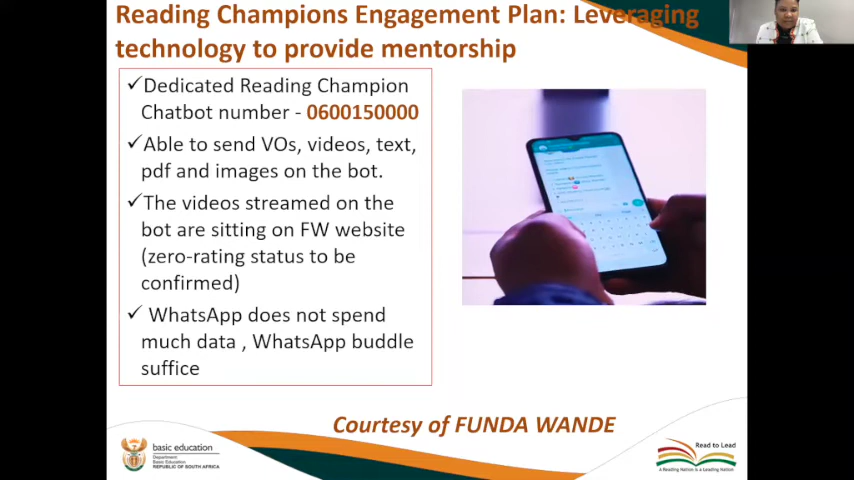 Reading Champions Engagement Plan: Leveraging
technology to provide mentorship
✓Dedicated Reading Champion
Chatbot number - 0600150000
✓Able to send VOs, videos, text,
pdf and images on the bot.
✓The videos streamed on the
bot are sitting on FW website
(zero-rating status to be
confirmed)
✓ WhatsApp does not spend
much data , WhatsApp buddle
suffice
Courtesy of FUNDA WANDE
basic education
Department:
Basic Education
REPUBLIC OF SOUTH AFRICA
Read to Lead
A Reading Nation is a Leading Nation